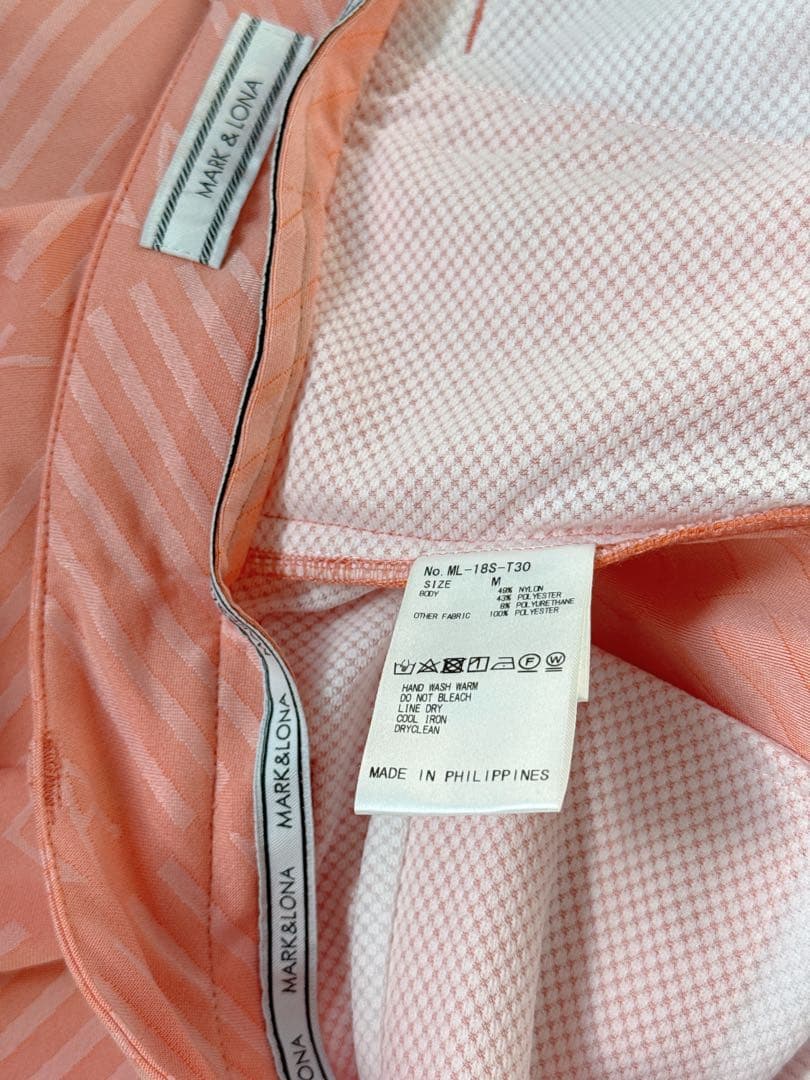 MARK & LONA
No. ML-18S-T30
SIZE M
BODY 49% NYLON
43% POLYESTER
8% POLYURETHANE
OTHER FABRIC 100% POLYESTER
HAND WASH WARM
DO NOT BLEACH
LINE DRY
COOL IRON
DRYCLEAN
MADE IN PHILIPPINES
MARK&LONA
MARK&LONA